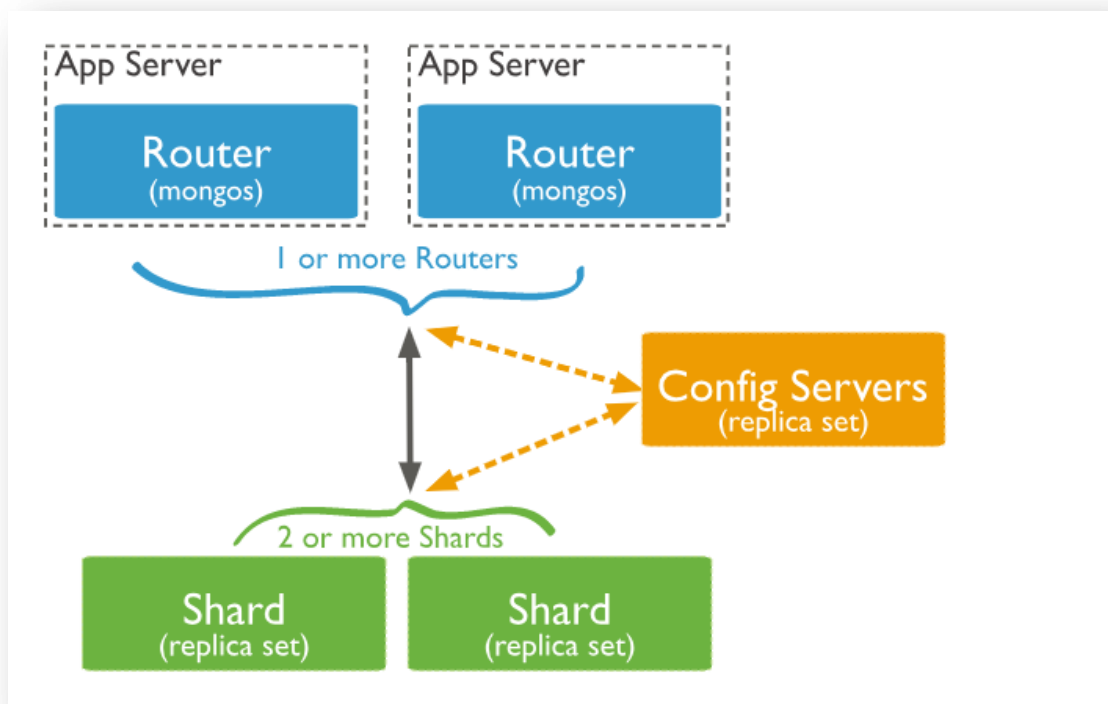 App Server
App Server
Router
(mongos)
Router
(mongos)
1 or more Routers
Config Servers
(replica set)
2 or more Shards
Shard
(replica set)
Shard
(replica set)